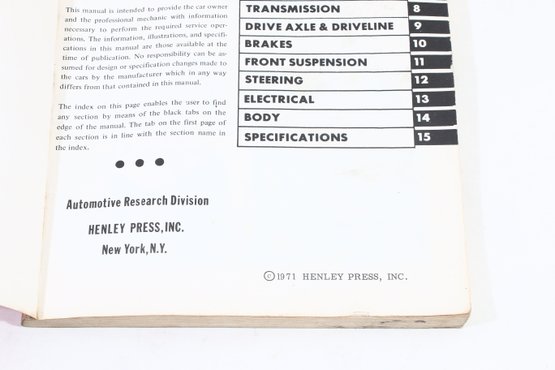 This manual is intended to provide the car owner
and the professional mechanic with information
necessary to perform the required service oper-
ations. The information, illustrations, and specifi-
cations in this manual are those available at the
time of publication. No responsibility can be as-
sumed for design or specification changes made to
the cars by the manufacturer which in any way
differs from that contained in this manual.
The index on this page enables the user to find
any section by means of the black tabs on the
edge of the manual. The tab on the first page of
each section is in line with the section name in
the index.
Automotive Research Division
HENLEY PRESS, INC.
New York, N.Y.
TRANSMISSION 8
DRIVE AXLE & DRIVELINE 9
BRAKES 10
FRONT SUSPENSION 11
STEERING 12
ELECTRICAL 13
BODY 14
SPECIFICATIONS 15
©1971 HENLEY PRESS, INC.